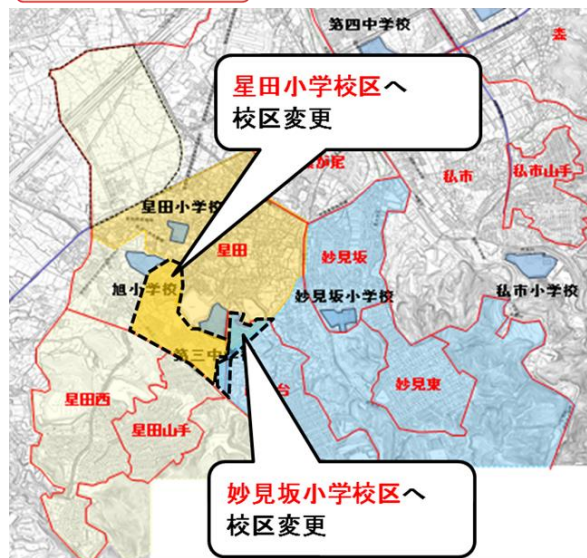 第四中学校
星田小学校区へ
校区変更
私市
私市山手
星田小学校
星田
妙見坂
旭小学校
妙見坂小学校
私市小学校
第三中
台
妙見東
星田西
星田山手
妙見坂小学校区へ
校区変更